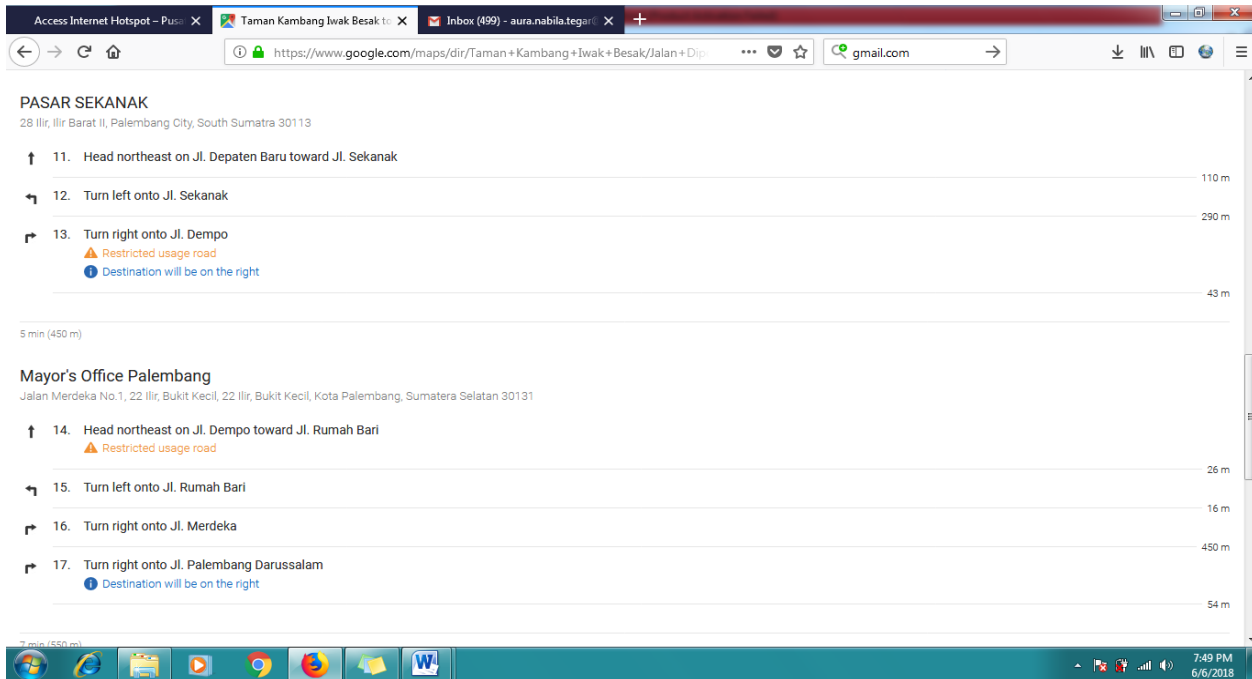 Access Internet Hotspot – Pusa
Taman Kambang Iwak Besak to
Inbox (499) - aura.nabila.tegar@
https://www.google.com/maps/dir/Taman+Kambang+Iwak+Besak/Jalan+Dip
gmail.com
PASAR SEKANAK
28 Ilir, Ilir Barat II, Palembang City, South Sumatra 30113
11. Head northeast on Jl. Depaten Baru toward Jl. Sekanak
110 m
12. Turn left onto Jl. Sekanak
290 m
13. Turn right onto Jl. Dempo
Restricted usage road
Destination will be on the right
43 m
5 min (450 m)
Mayor's Office Palembang
Jalan Merdeka No.1, 22 Ilir, Bukit Kecil, 22 Ilir, Bukit Kecil, Kota Palembang, Sumatera Selatan 30131
14. Head northeast on Jl. Dempo toward Jl. Rumah Bari
Restricted usage road
26 m
15. Turn left onto Jl. Rumah Bari
16 m
16. Turn right onto Jl. Merdeka
450 m
17. Turn right onto Jl. Palembang Darussalam
Destination will be on the right
54 m
7 min (550 m)
7:49 PM
6/6/2018